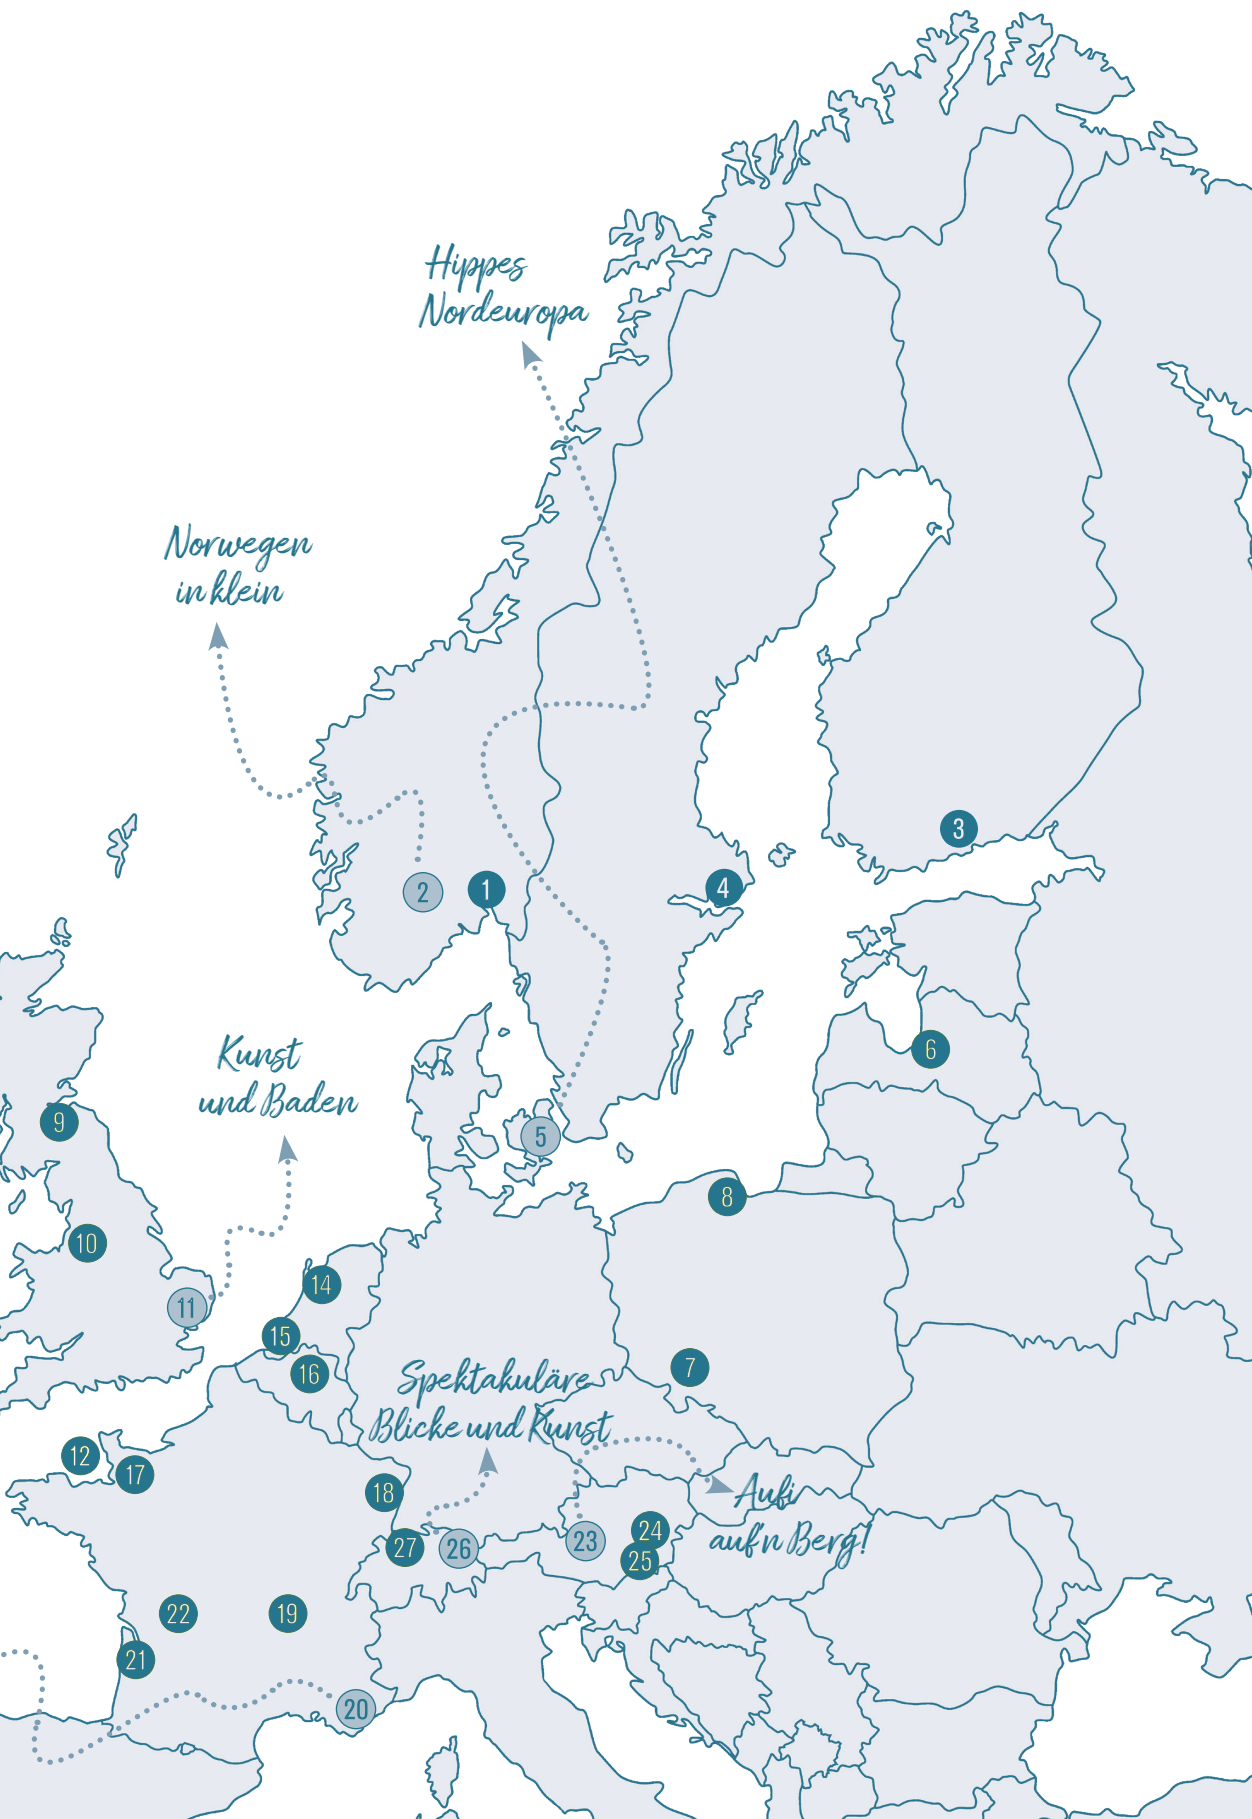 Hippes
Nordeuropa
Norwegen
in klein
3
2
1
4
6
Kunst
und Baden
9
5
8
10
14
11
15
7
16
Spektakuläre
Blicke und Kunst
12
17
18
Aufi
auf'n Berg!
24
23
27
26
25
22
19
21
20